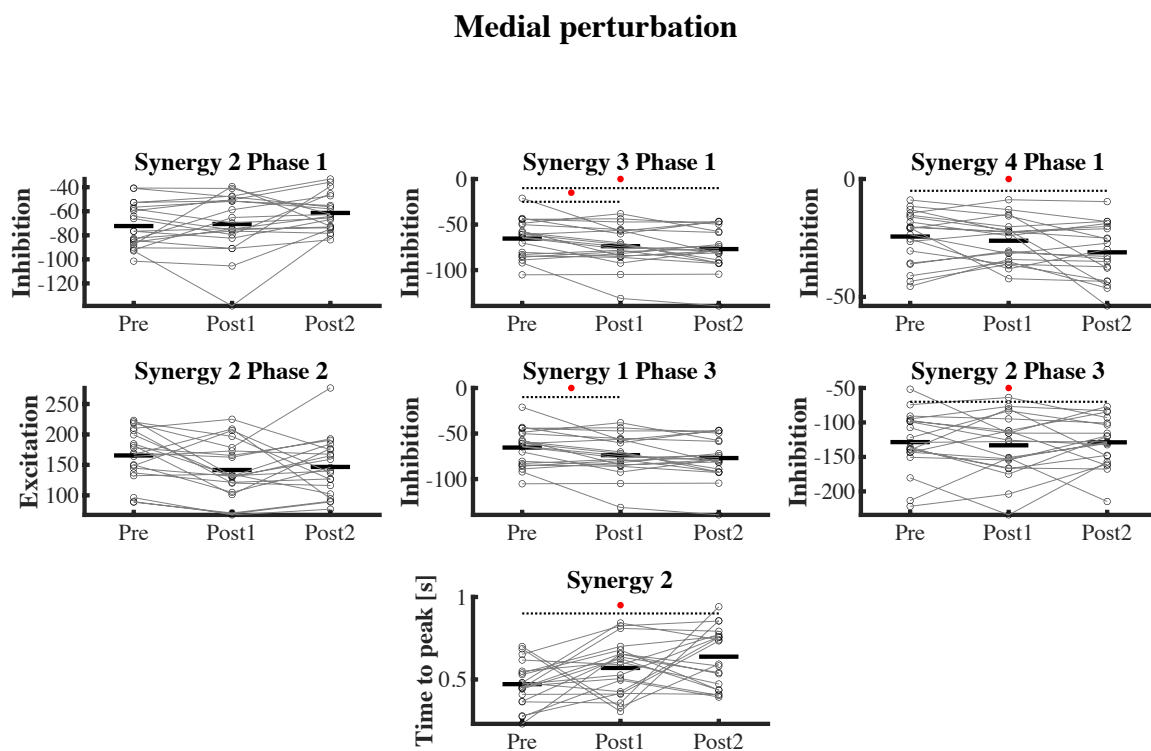 Medial perturbation
Synergy 2 Phase 1
Inhibition
-40
-60
-80
-100
-120
Pre Post1 Post2
Synergy 3 Phase 1
Inhibition
0
-50
-100
Pre Post1 Post2
Synergy 4 Phase 1
Inhibition
0
-50
Pre Post1 Post2
Synergy 2 Phase 2
Excitation
250
200
150
100
Pre Post1 Post2
Synergy 1 Phase 3
Inhibition
0
-50
-100
Pre Post1 Post2
Synergy 2 Phase 3
Inhibition
-50
-100
-150
-200
Pre Post1 Post2
Synergy 2
Time to peak [s]
1
0.5
Pre Post1 Post2